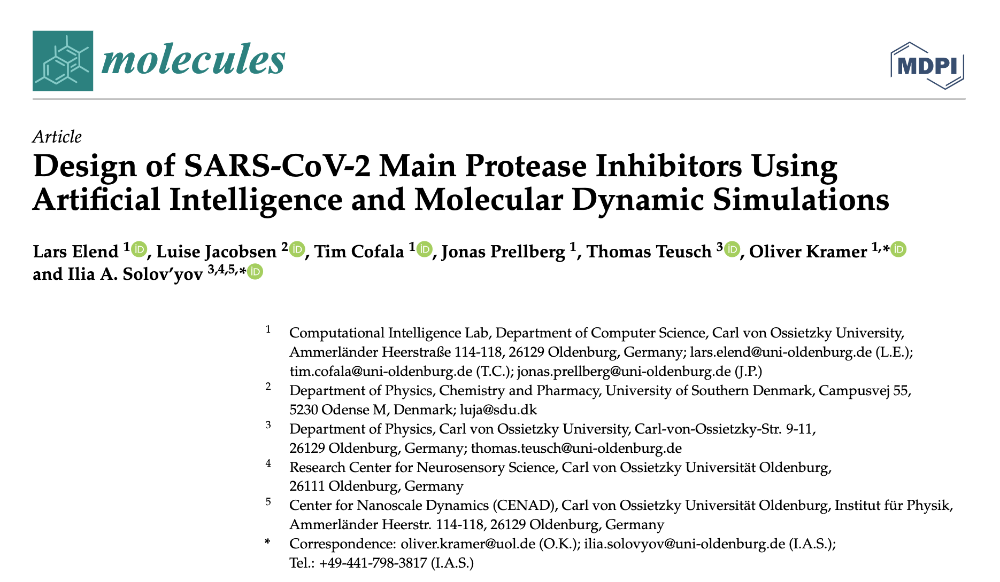 molecules
MDPI
Article
Design of SARS-CoV-2 Main Protease Inhibitors Using
Artificial Intelligence and Molecular Dynamic Simulations
Lars Elend 1 iD, Luise Jacobsen 2 iD, Tim Cofala 1 iD, Jonas Prellberg 1, Thomas Teusch 3 iD, Oliver Kramer 1,* iD
and Ilia A. Solov'yov 3,4,5,* iD
1 Computational Intelligence Lab, Department of Computer Science, Carl von Ossietzky University,
Ammerländer Heerstraße 114-118, 26129 Oldenburg, Germany; lars.elend@uni-oldenburg.de (L.E.);
tim.cofala@uni-oldenburg.de (T.C.); jonas.prellberg@uni-oldenburg.de (J.P.)
2 Department of Physics, Chemistry and Pharmacy, University of Southern Denmark, Campusvej 55,
5230 Odense M, Denmark; luja@sdu.dk
3 Department of Physics, Carl von Ossietzky University, Carl-von-Ossietzky-Str. 9-11,
26129 Oldenburg, Germany; thomas.teusch@uni-oldenburg.de
4 Research Center for Neurosensory Science, Carl von Ossietzky Universität Oldenburg,
26111 Oldenburg, Germany
5 Center for Nanoscale Dynamics (CENAD), Carl von Ossietzky Universität Oldenburg, Institut für Physik,
Ammerländer Heerstr. 114-118, 26129 Oldenburg, Germany
* Correspondence: oliver.kramer@uol.de (O.K.); ilia.solovyov@uni-oldenburg.de (I.A.S.);
Tel.: +49-441-798-3817 (I.A.S.)